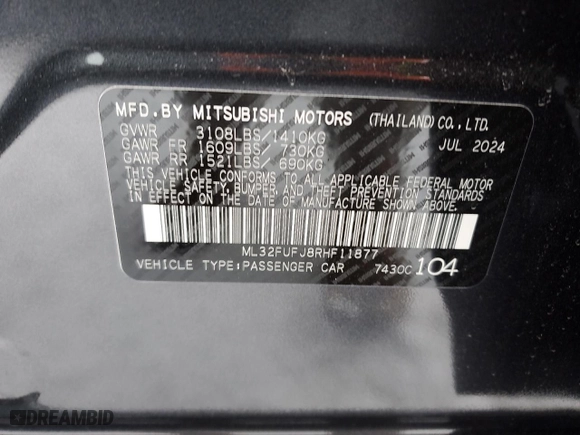 MFD.BY MITSUBISHI MOTORS (THAILAND)CO.,LTD.
GVWR 3108LBS/1410KG JUL 2024
GAWR FR 1609LBS/ 730KG
GAWR RR 1521LBS/ 690KG
THIS VEHICLE CONFORMS TO ALL APPLICABLE FEDERAL MOTOR
VEHICLE SAFETY, BUMPER, AND THEFT PREVENTION STANDARDS
IN EFFECT ON THE DATE OF MANUFACTURE SHOWN ABOVE.
ML32FUFJ8RHF11877
VEHICLE TYPE:PASSENGER CAR 7430C 104
DREAMBID